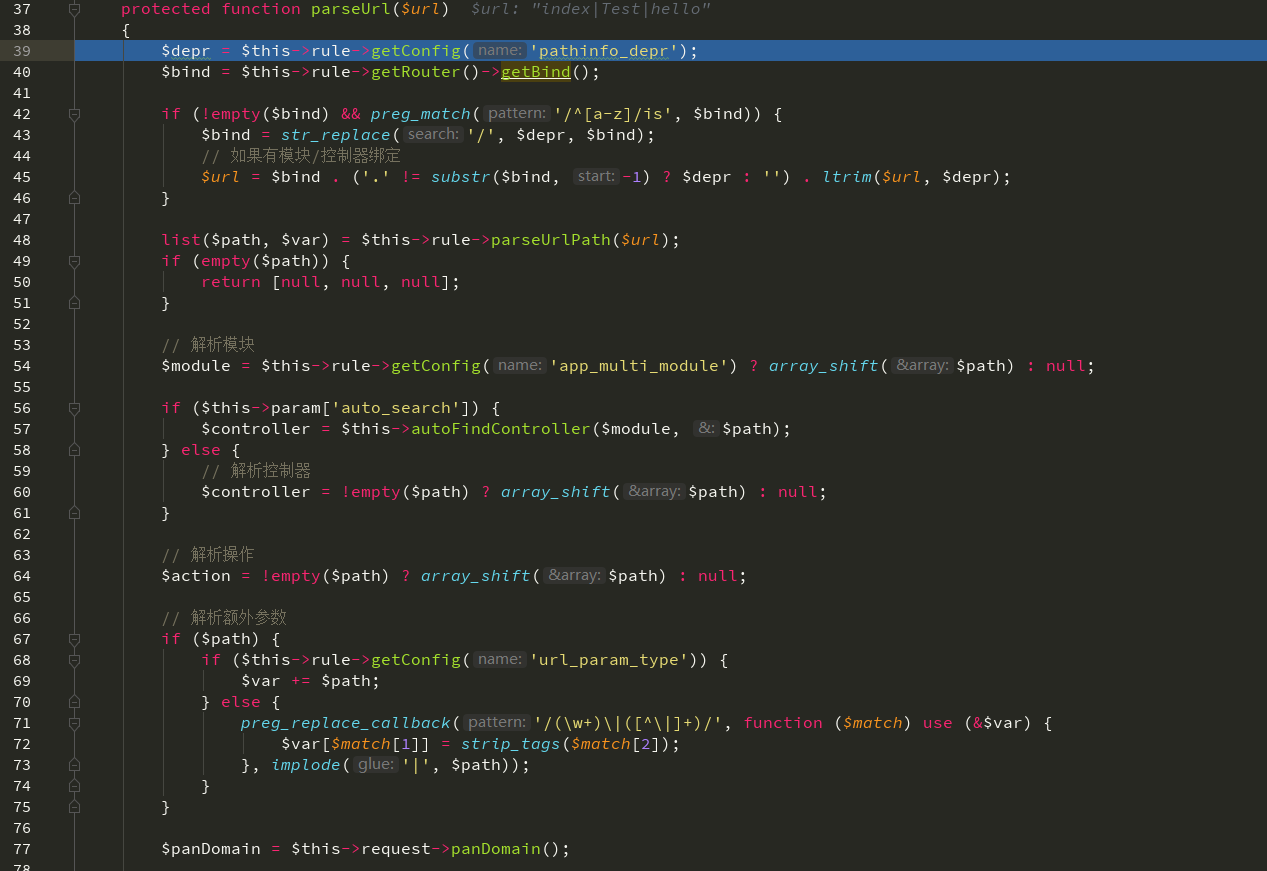 37 protected function parseUrl($url) $url: "index|Test|hello"
38 {
39 $depr = $this->rule->getConfig( name: 'pathinfo_depr');
40 $bind = $this->rule->getRouter()->getBind();
41
42 if (!empty($bind) && preg_match( pattern: '/^[a-z]/is', $bind)) {
43 $bind = str_replace( search: '/', $depr, $bind);
44 // 如果有模块/控制器绑定
45 $url = $bind . ('.' != substr($bind, start: -1) ? $depr : '') . ltrim($url, $depr);
46 }
47
48 list($path, $var) = $this->rule->parseUrlPath($url);
49 if (empty($path)) {
50 return [null, null, null];
51 }
52
53 // 解析模块
54 $module = $this->rule->getConfig( name: 'app_multi_module') ? array_shift( &array: $path) : null;
55
56 if ($this->param['auto_search']) {
57 $controller = $this->autoFindController($module, &: $path);
58 } else {
59 // 解析控制器
60 $controller = !empty($path) ? array_shift( &array: $path) : null;
61 }
62
63 // 解析操作
64 $action = !empty($path) ? array_shift( &array: $path) : null;
65
66 // 解析额外参数
67 if ($path) {
68 if ($this->rule->getConfig( name: 'url_param_type')) {
69 $var += $path;
70 } else {
71 preg_replace_callback( pattern: '/(\w+)\|([^\|]+)/', function ($match) use (&$var) {
72 $var[$match[1]] = strip_tags($match[2]);
73 }, implode( glue: '|', $path));
74 }
75 }
76
77 $panDomain = $this->request->panDomain();
78